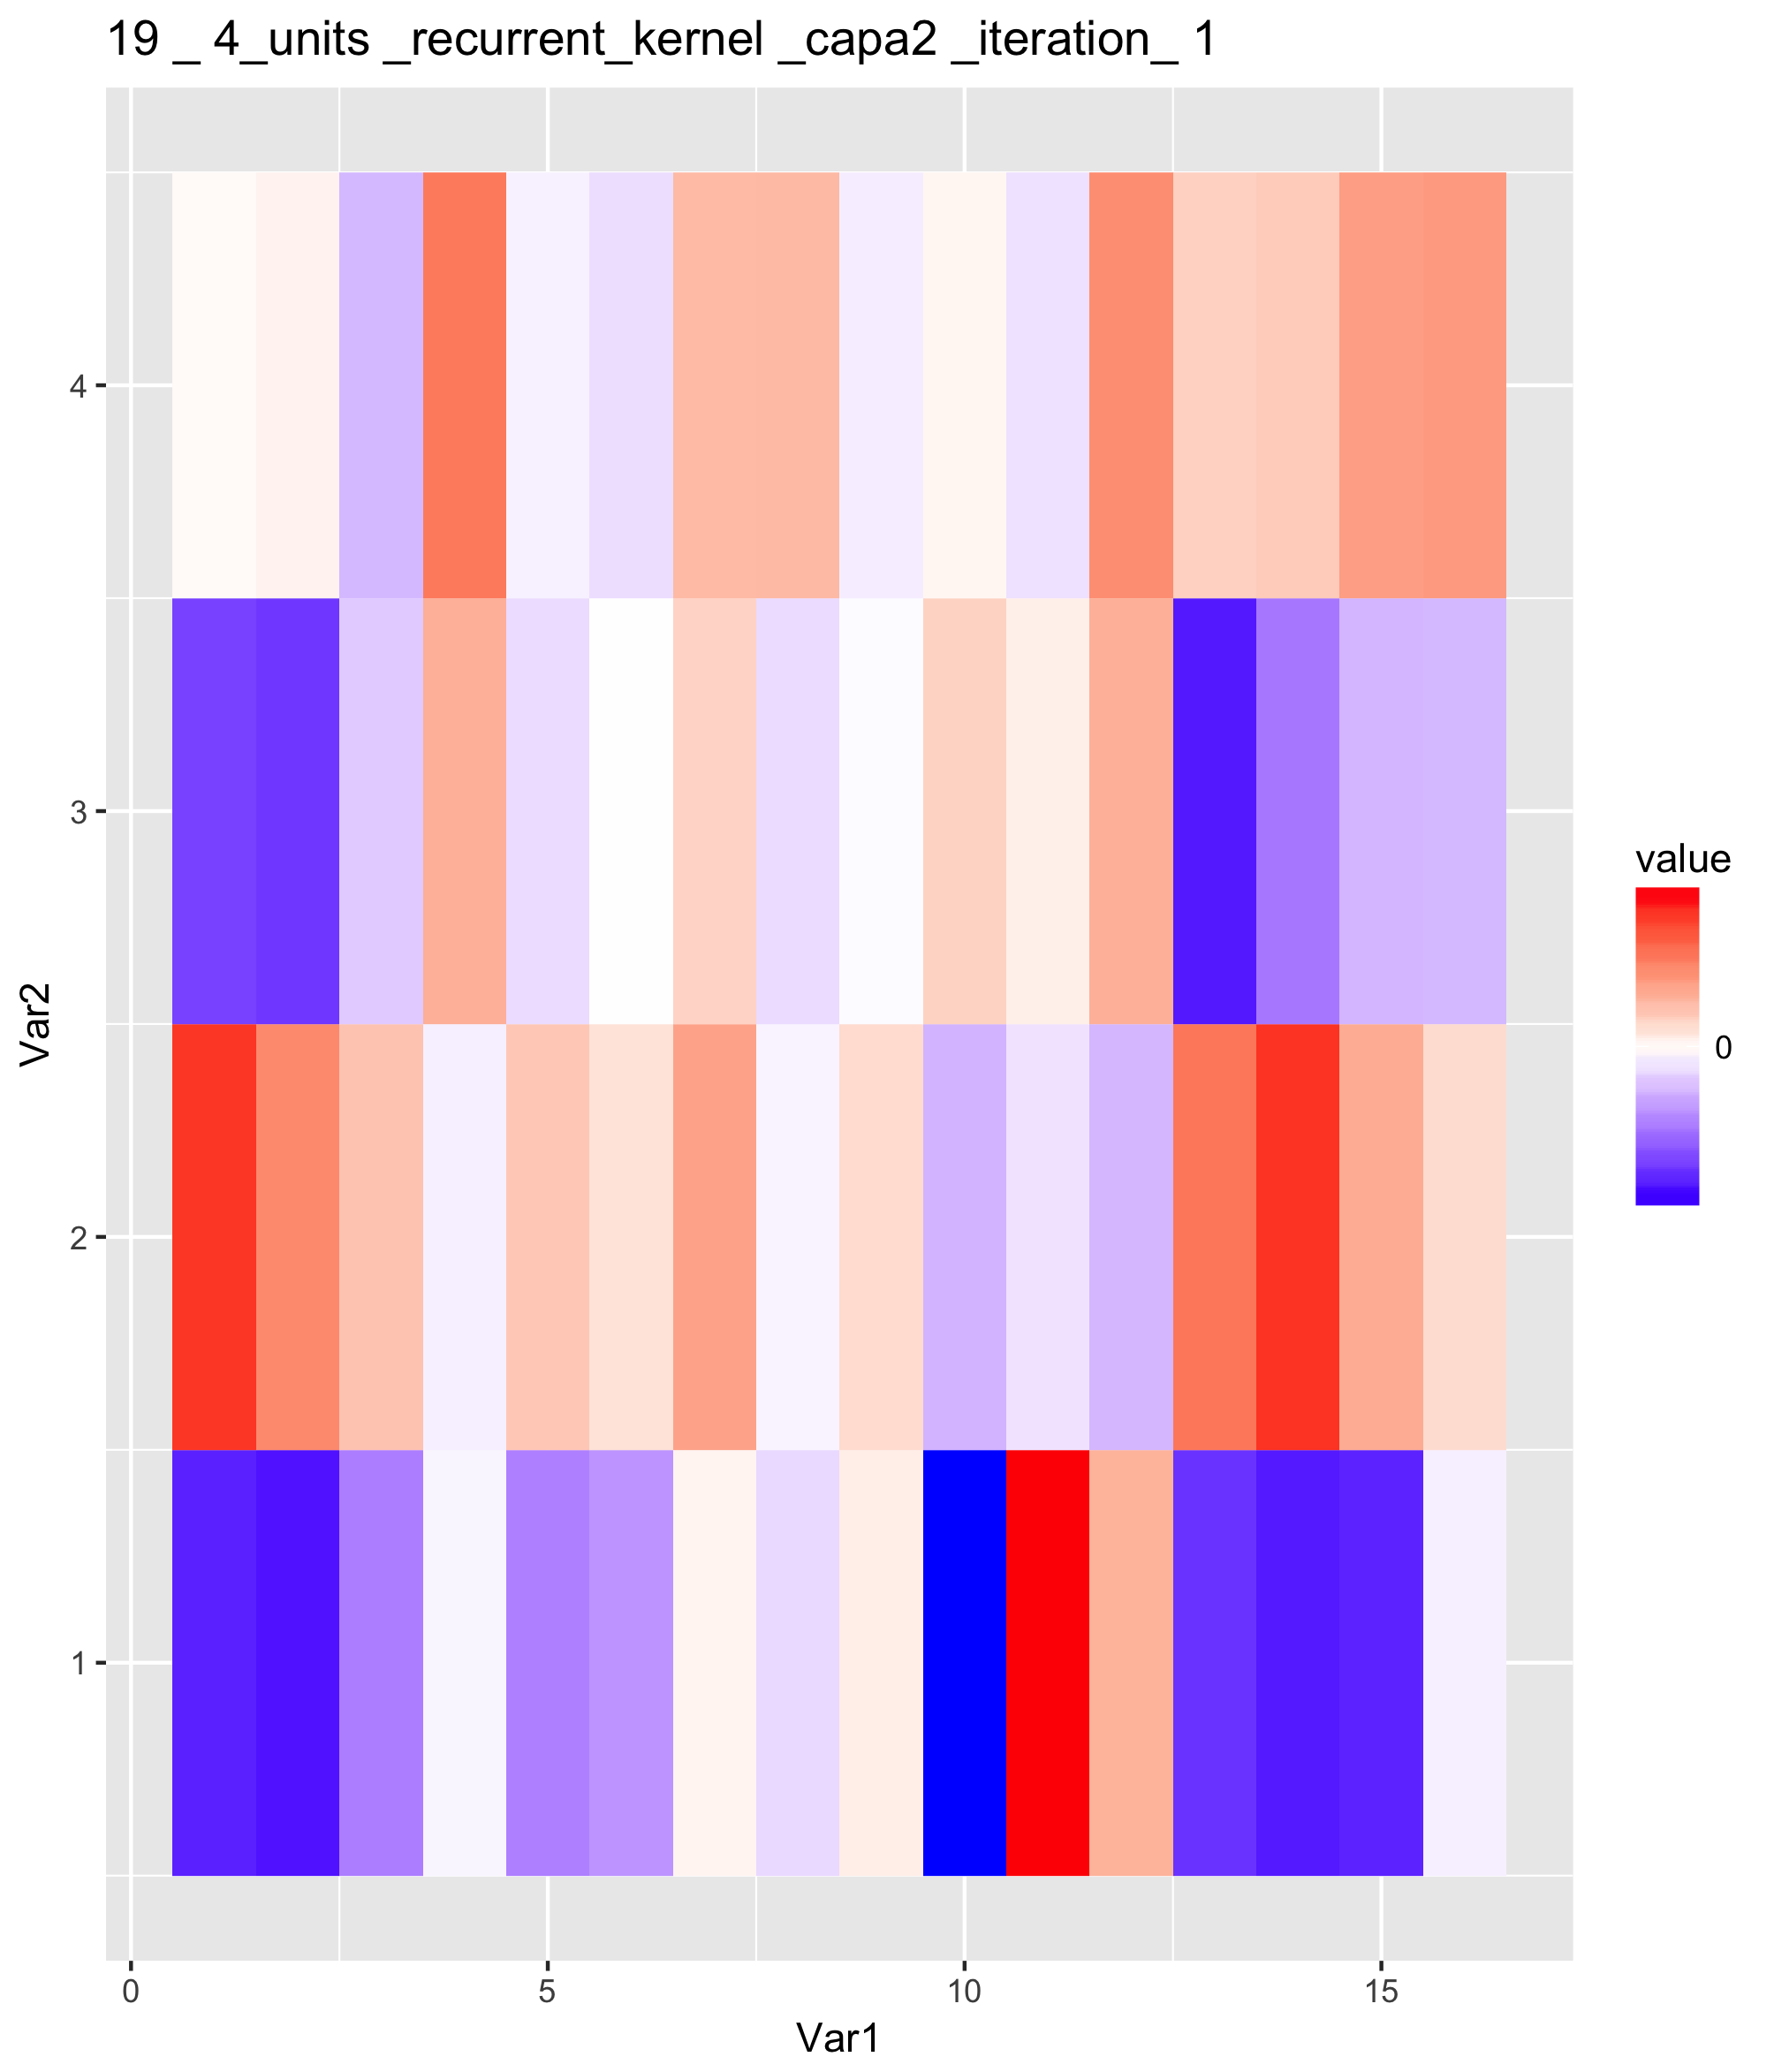 19 _ 4_units _recurrent_kernel _capa2 _iteration_ 1
4
3
2
1
Var2
0
5
10
15
Var1
value
0